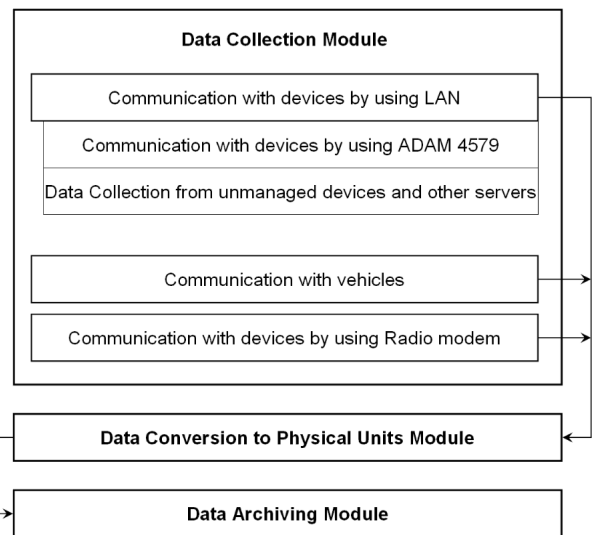 Data Collection Module
Communication with devices by using LAN
Communication with devices by using ADAM 4579
Data Collection from unmanaged devices and other servers
Communication with vehicles
Communication with devices by using Radio modem
Data Conversion to Physical Units Module
Data Archiving Module